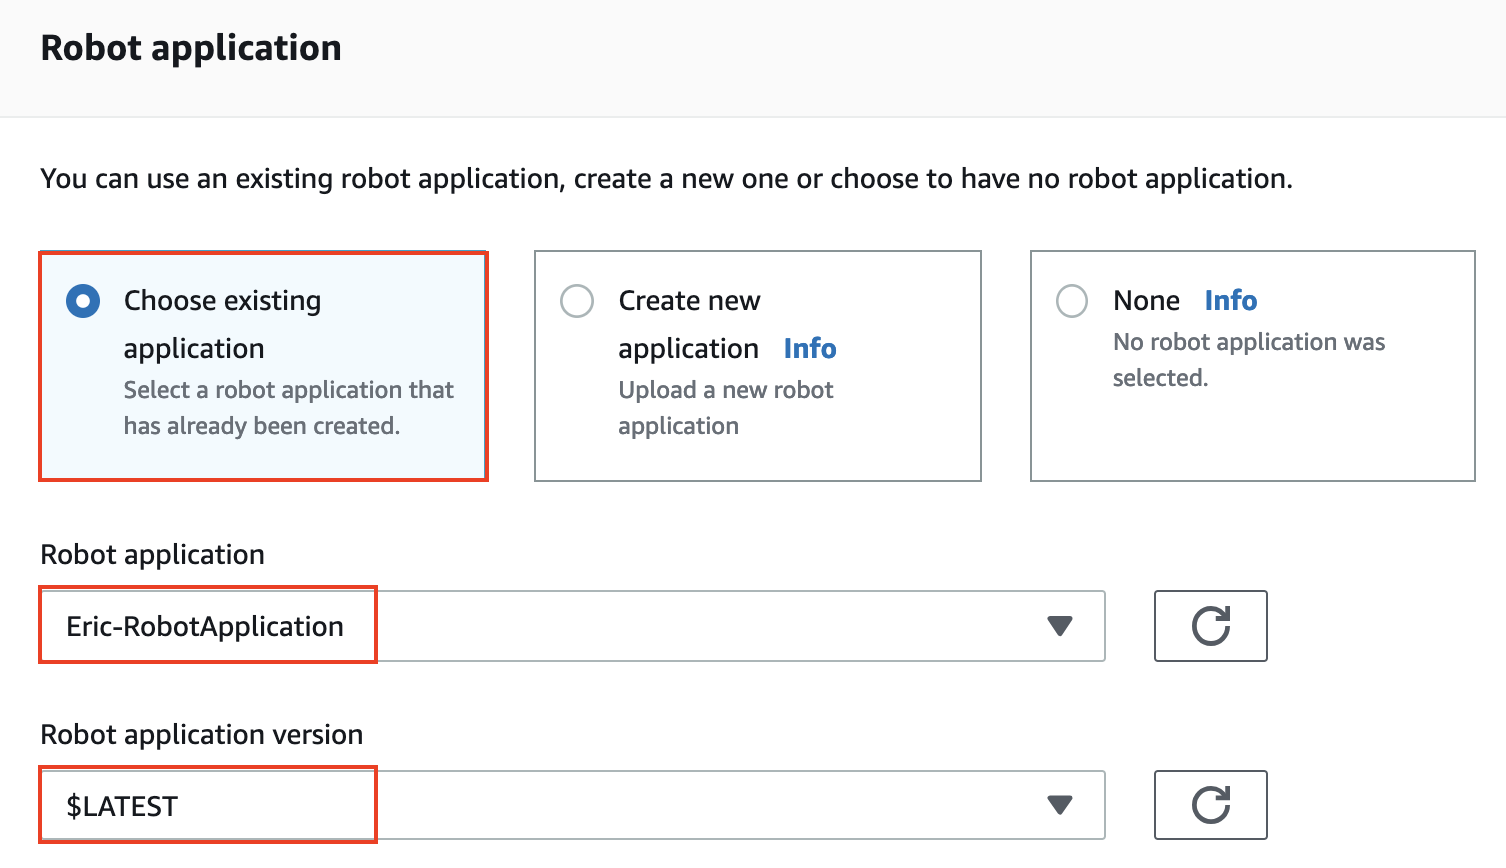 Robot application
You can use an existing robot application, create a new one or choose to have no robot application.
Choose existing
application
Select a robot application that
has already been created.
Create new
application Info
Upload a new robot
application
None Info
No robot application was
selected.
Robot application
Eric-RobotApplication
Robot application version
$LATEST